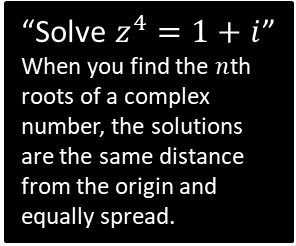 “Solve 𝑧⁴ = 1 + 𝑖”
When you find the 𝑛th
roots of a complex
number, the solutions
are the same distance
from the origin and
equally spread.